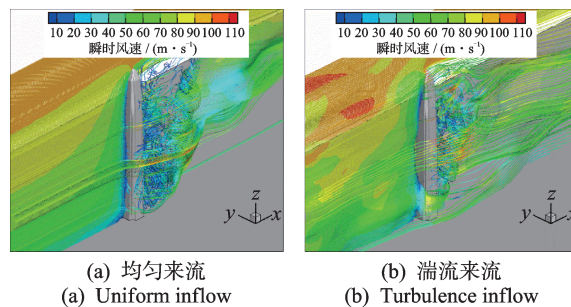 10 20 30 40 50 60 70 80 90 100 110
瞬时风速 / (m · s⁻¹)
z
y
x
(a) 均匀来流
(a) Uniform inflow
10 20 30 40 50 60 70 80 90 100 110
瞬时风速 / (m · s⁻¹)
z
y
x
(b) 湍流来流
(b) Turbulence inflow